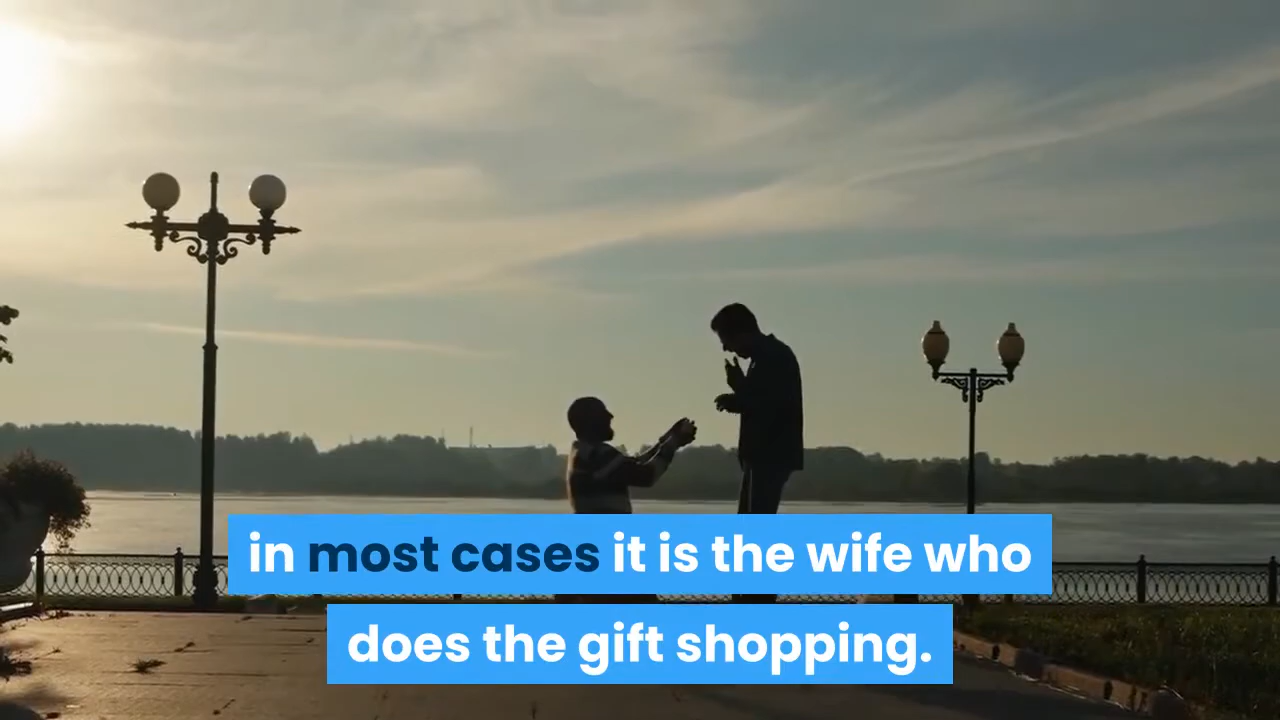 in most cases it is the wife who
does the gift shopping.